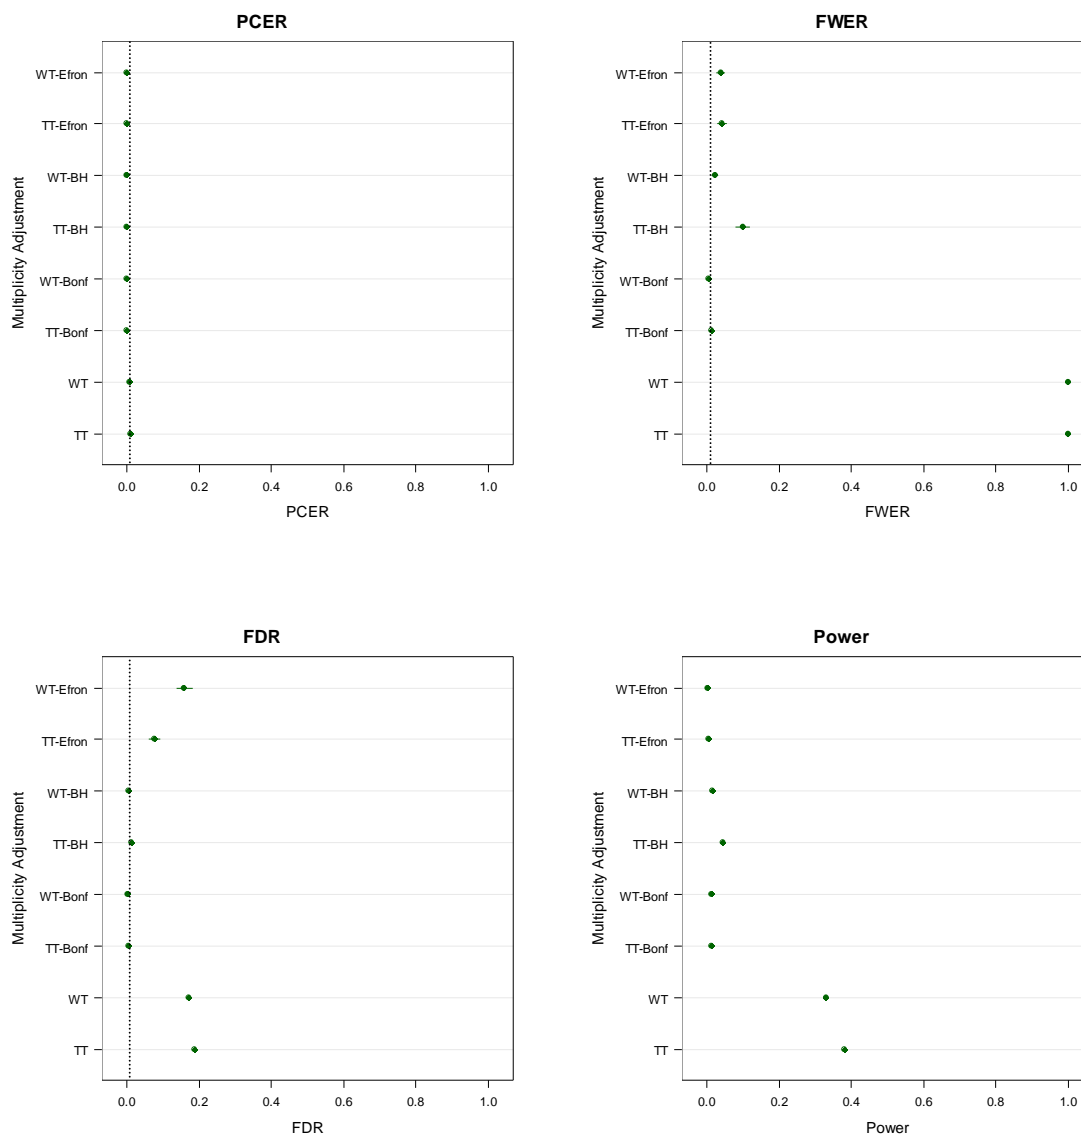 PCER
Multiplicity Adjustment
WT-Efron
TT-Efron
WT-BH
TT-BH
WT-Bonf
TT-Bonf
WT
TT
0.0 0.2 0.4 0.6 0.8 1.0
PCER
FWER
Multiplicity Adjustment
WT-Efron
TT-Efron
WT-BH
TT-BH
WT-Bonf
TT-Bonf
WT
TT
0.0 0.2 0.4 0.6 0.8 1.0
FWER
FDR
Multiplicity Adjustment
WT-Efron
TT-Efron
WT-BH
TT-BH
WT-Bonf
TT-Bonf
WT
TT
0.0 0.2 0.4 0.6 0.8 1.0
FDR
Power
Multiplicity Adjustment
WT-Efron
TT-Efron
WT-BH
TT-BH
WT-Bonf
TT-Bonf
WT
TT
0.0 0.2 0.4 0.6 0.8 1.0
Power